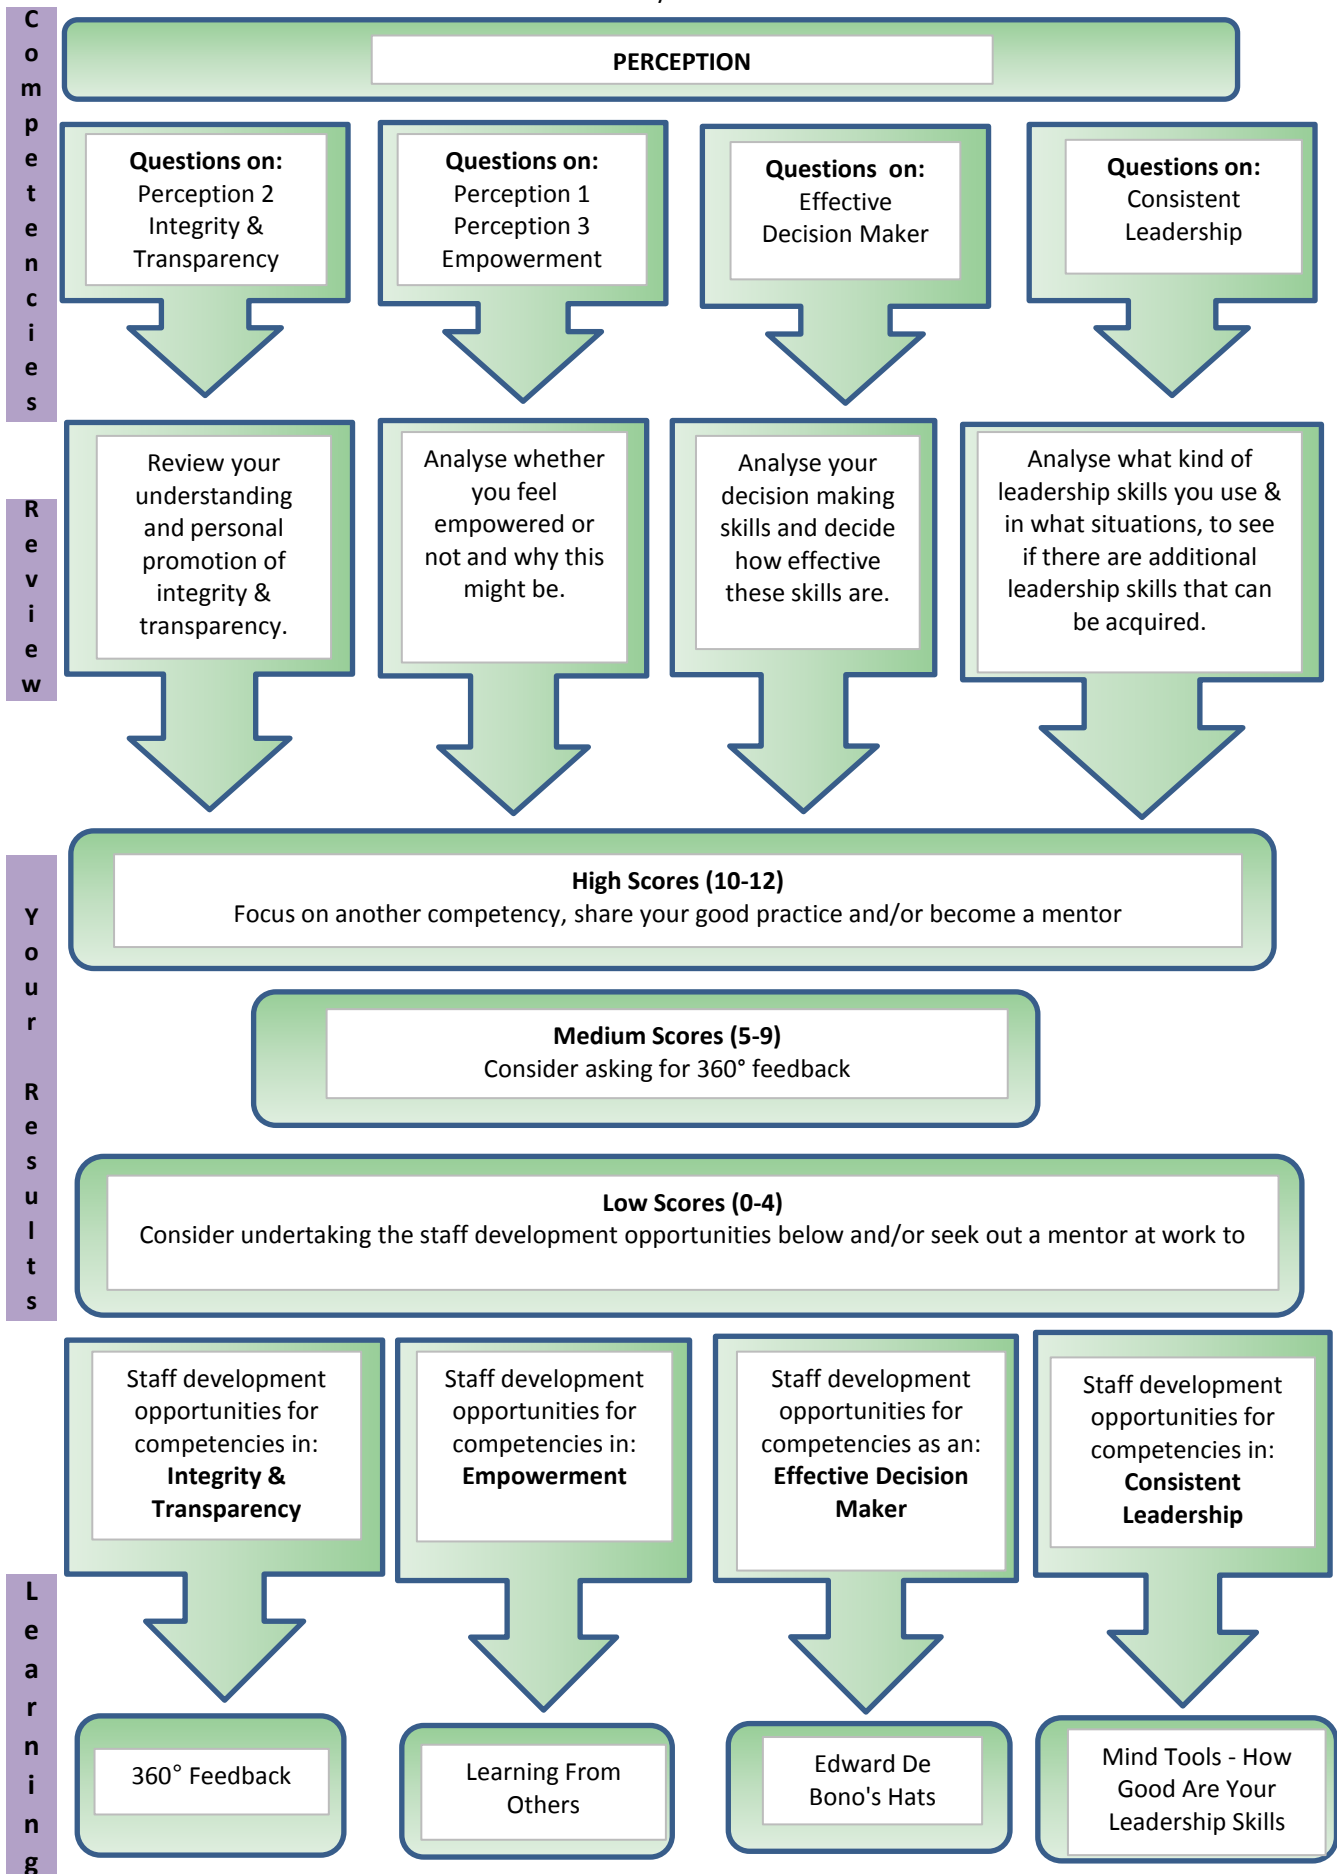 Competencies
PERCEPTION
Questions on:
Perception 2
Integrity &
Transparency
Questions on:
Perception 1
Perception 3
Empowerment
Questions  on:
Effective
Decision Maker
Questions on:
Consistent
Leadership
Review
Review your
understanding
and personal
promotion of
integrity &
transparency.
Analyse whether
you feel
empowered or
not and why this
might be.
Analyse your
decision making
skills and decide
how effective
these skills are.
Analyse what kind of
leadership skills you use &
in what situations, to see
if there are additional
leadership skills that can
be acquired.
Your Results
High Scores (10-12)
Focus on another competency, share your good practice and/or become a mentor
Medium Scores (5-9)
Consider asking for 360° feedback
Low Scores (0-4)
Consider undertaking the staff development opportunities below and/or seek out a mentor at work to
Staff development
opportunities for
competencies in:
Integrity &
Transparency
Staff development
opportunities for
competencies in:
Empowerment
Staff development
opportunities for
competencies as an:
Effective Decision
Maker
Staff development
opportunities for
competencies in:
Consistent
Leadership
Learning
360° Feedback
Learning From
Others
Edward De
Bono's Hats
Mind Tools - How
Good Are Your
Leadership Skills